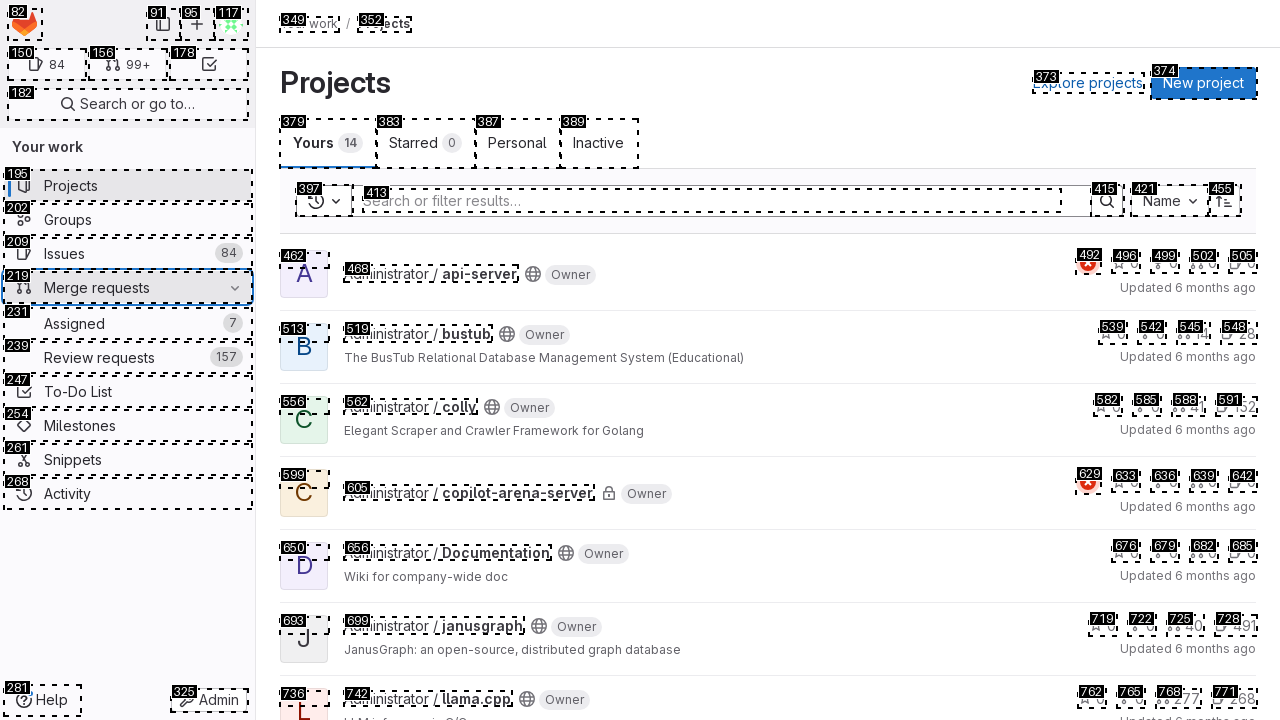 82
91
95
117
150
84
156
99+
178
182
Search or go to…
Your work
195
Projects
202
Groups
209
Issues
84
219
Merge requests
231
Assigned
7
239
Review requests
157
247
To-Do List
254
Milestones
261
Snippets
268
Activity
281
Help
325
Admin
349
work
/
352
Projects
Projects
373
Explore projects
374
New project
379
Yours
14
383
Starred
0
387
Personal
389
Inactive
397
413
Search or filter results…
415
421
Name
455
462
A
468
Administrator / api-server
Owner
492
496
499
502
505
Updated 6 months ago
513
B
519
Administrator / bustub
Owner
The BusTub Relational Database Management System (Educational)
539
542
545
14
548
28
Updated 6 months ago
556
C
562
Administrator / colly
Owner
Elegant Scraper and Crawler Framework for Golang
582
585
588
41
591
132
Updated 6 months ago
599
C
605
Administrator / copilot-arena-server
Owner
629
633
636
639
642
Updated 6 months ago
650
D
656
Administrator / Documentation
Owner
Wiki for company-wide doc
676
679
682
685
Updated 6 months ago
693
J
699
Administrator / janusgraph
Owner
JanusGraph: an open-source, distributed graph database
719
722
725
40
728
491
Updated 6 months ago
736
742
Administrator / llama.cpp
Owner
762
765
768
277
771
268